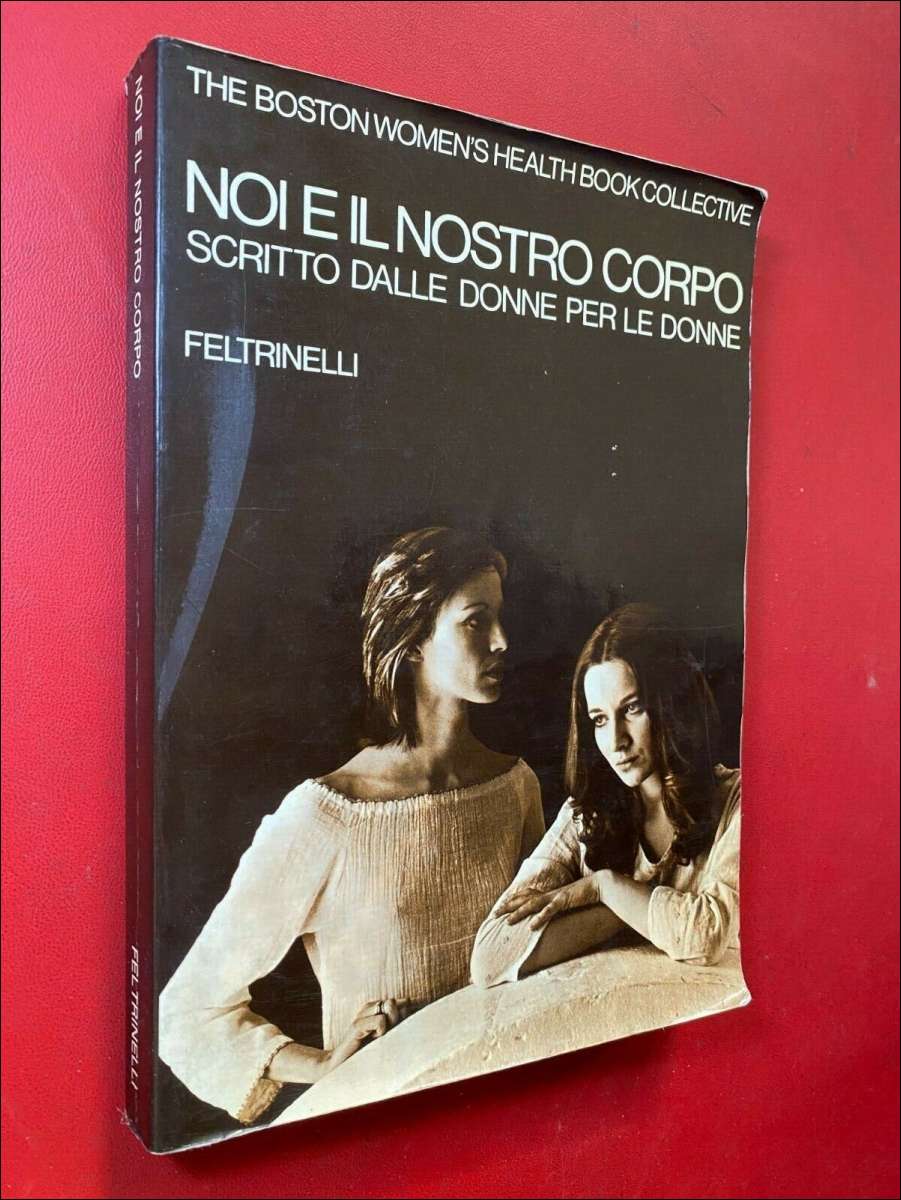 THE BOSTON WOMEN'S HEALTH BOOK COLLECTIVE
NOI E IL NOSTRO CORPO
SCRITTO DALLE DONNE PER LE DONNE
FELTRINELLI
NOI E IL NOSTRO CORPO
FELTRINELLI